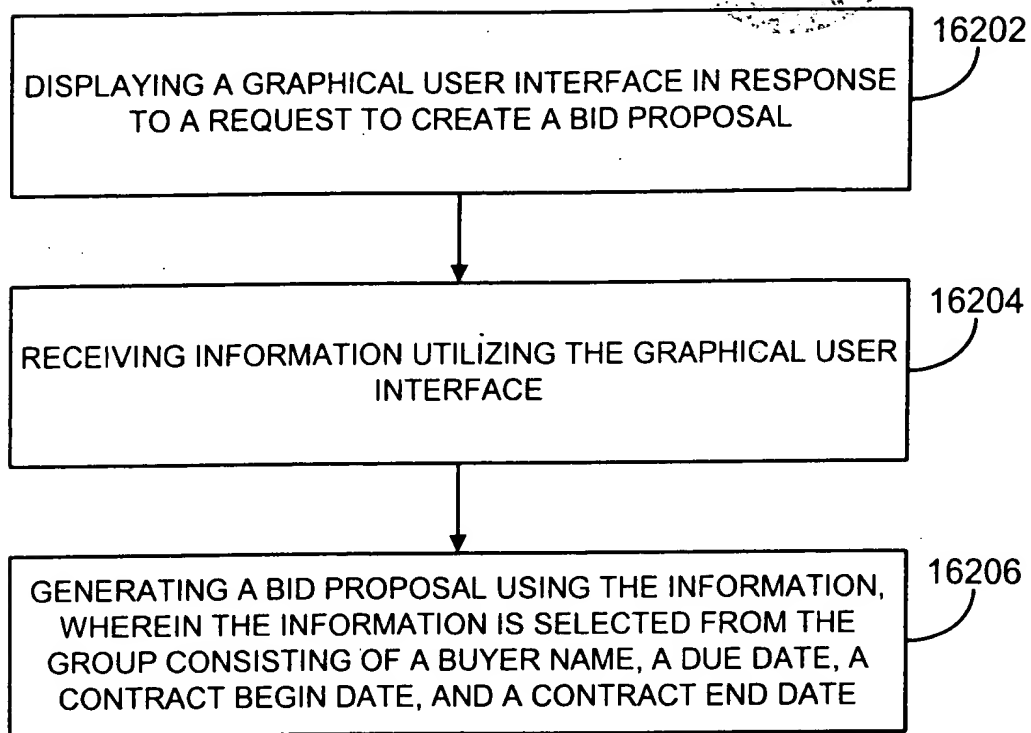 16202
DISPLAYING A GRAPHICAL USER INTERFACE IN RESPONSE
TO A REQUEST TO CREATE A BID PROPOSAL
16204
RECEIVING INFORMATION UTILIZING THE GRAPHICAL USER
INTERFACE
16206
GENERATING A BID PROPOSAL USING THE INFORMATION,
WHEREIN THE INFORMATION IS SELECTED FROM THE
GROUP CONSISTING OF A BUYER NAME, A DUE DATE, A
CONTRACT BEGIN DATE, AND A CONTRACT END DATE